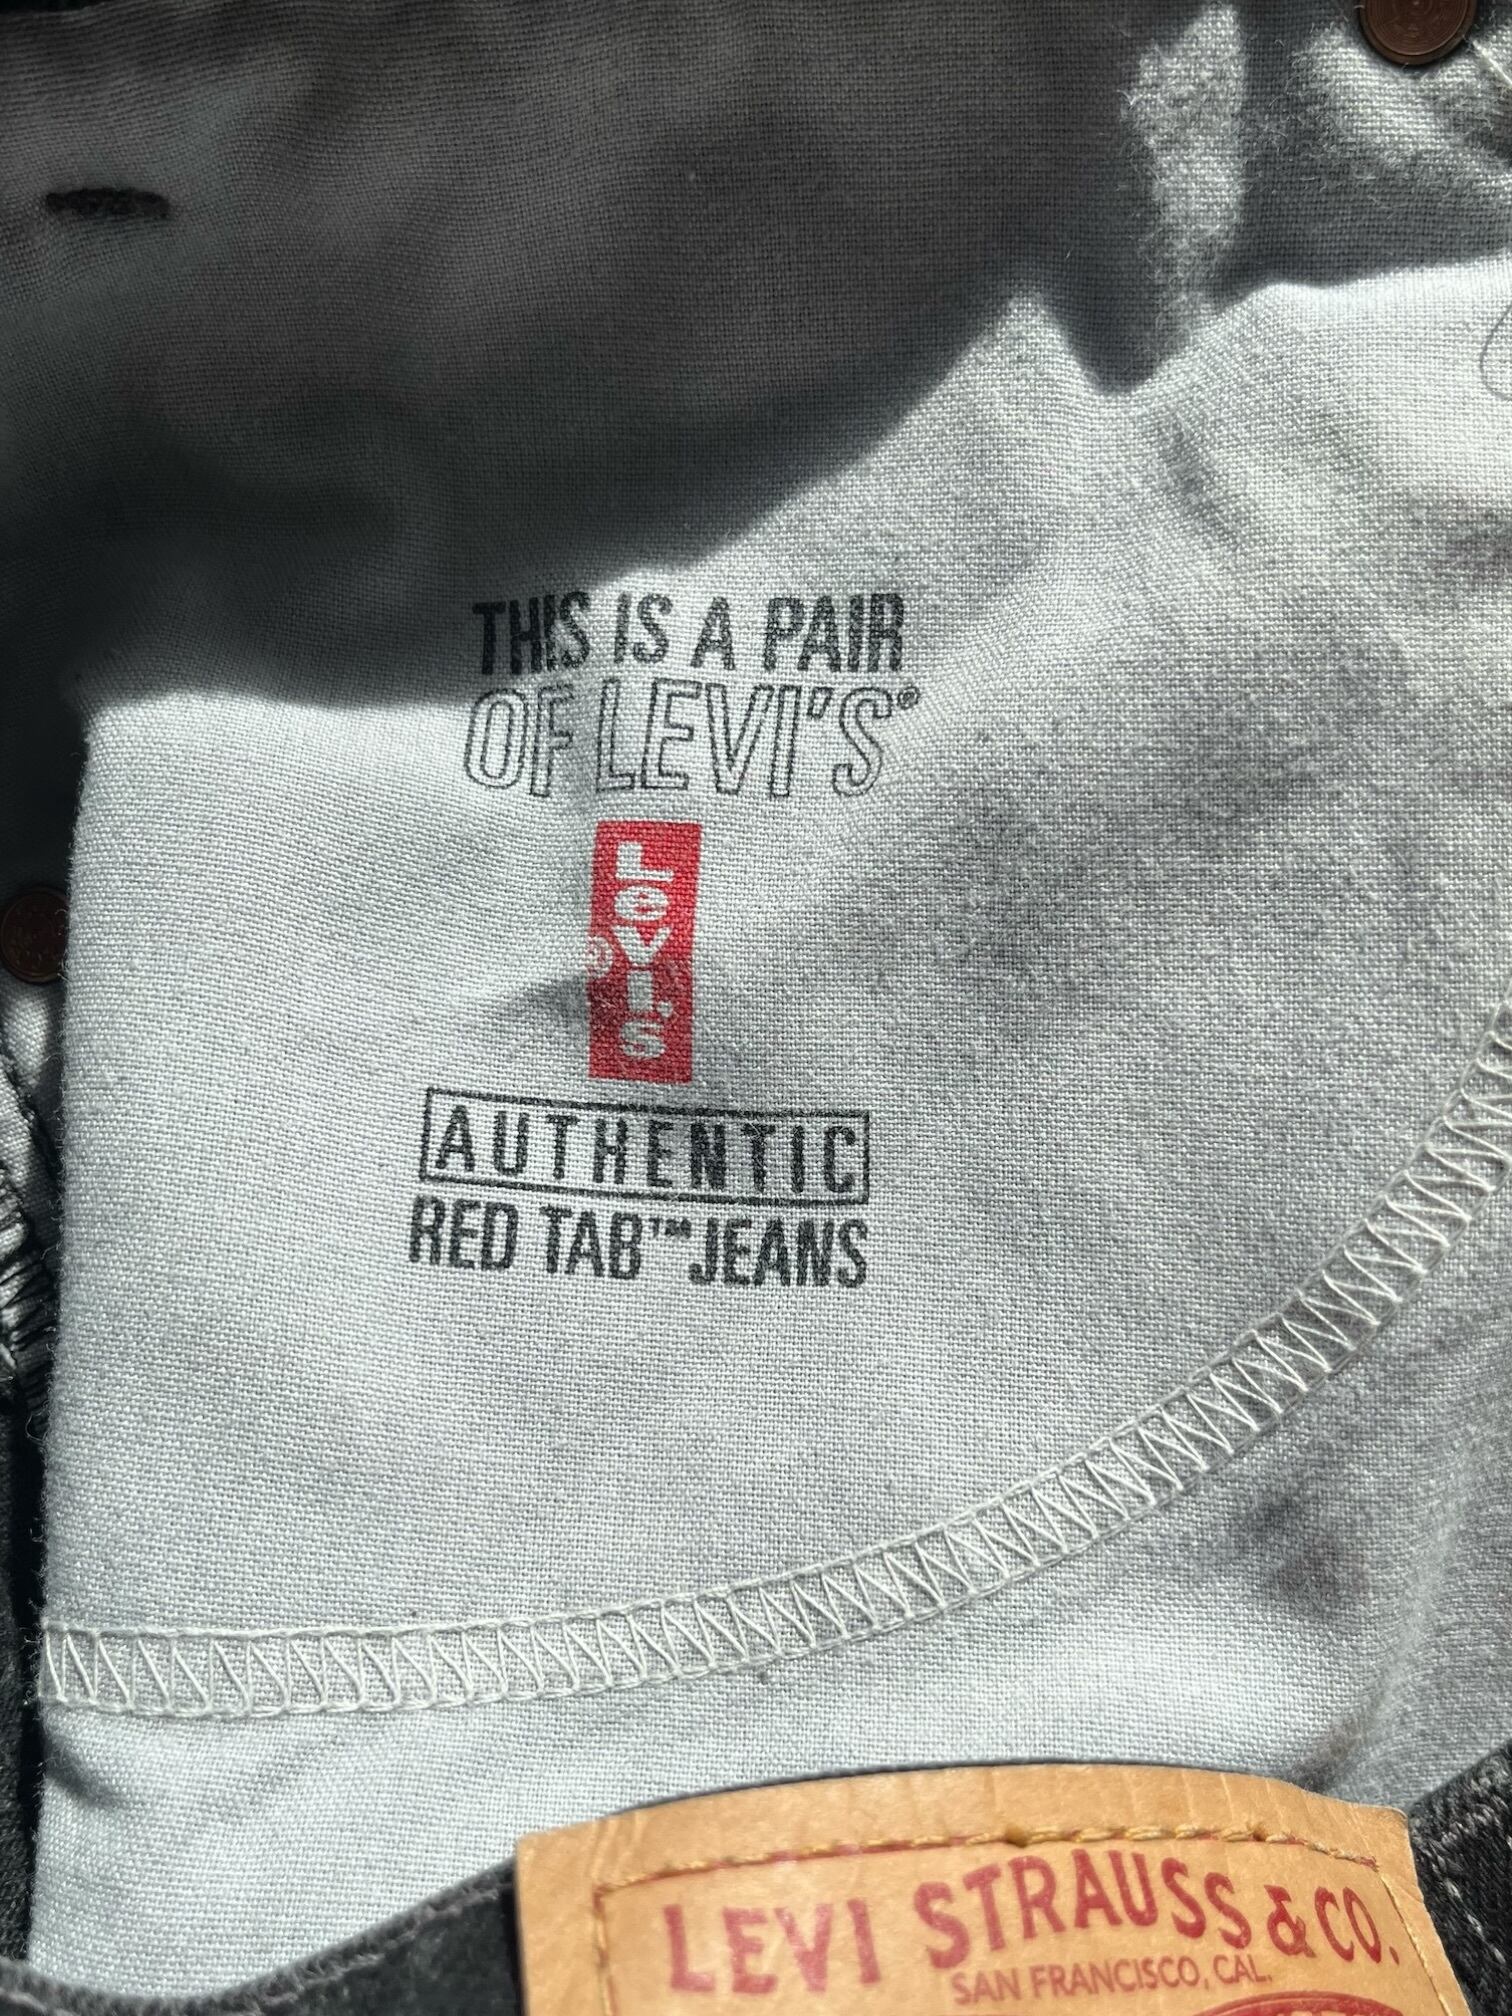 THIS IS A PAIR
OF LEVI'S®
LEVI'S
®
AUTHENTIC
RED TAB™ JEANS
LEVI STRAUSS & CO.
SAN FRANCISCO, CAL.